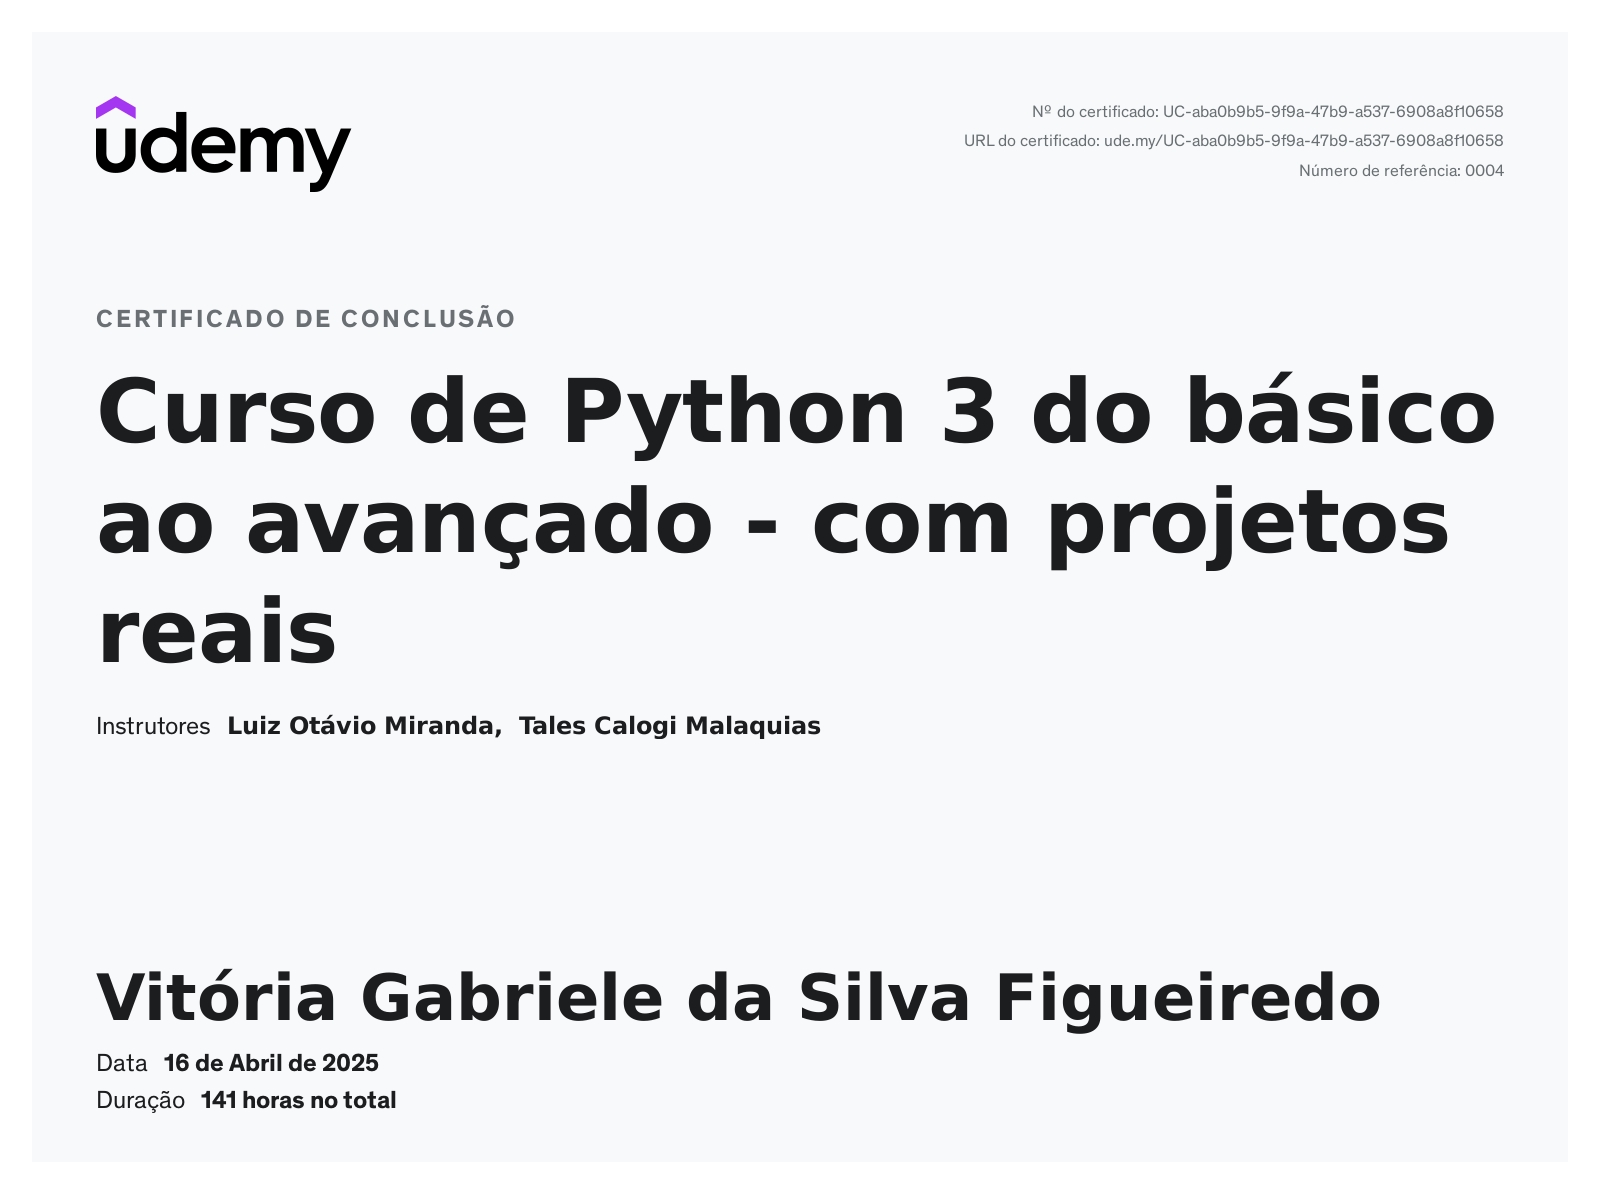 udemy
Nº do certificado: UC-aba0b9b5-9f9a-47b9-a537-6908a8f10658
URL do certificado: ude.my/UC-aba0b9b5-9f9a-47b9-a537-6908a8f10658
Número de referência: 0004
CERTIFICADO DE CONCLUSÃO
Curso de Python 3 do básico
ao avançado - com projetos
reais
Instrutores Luiz Otávio Miranda, Tales Calogi Malaquias
Vitória Gabriele da Silva Figueiredo
Data 16 de Abril de 2025
Duração 141 horas no total